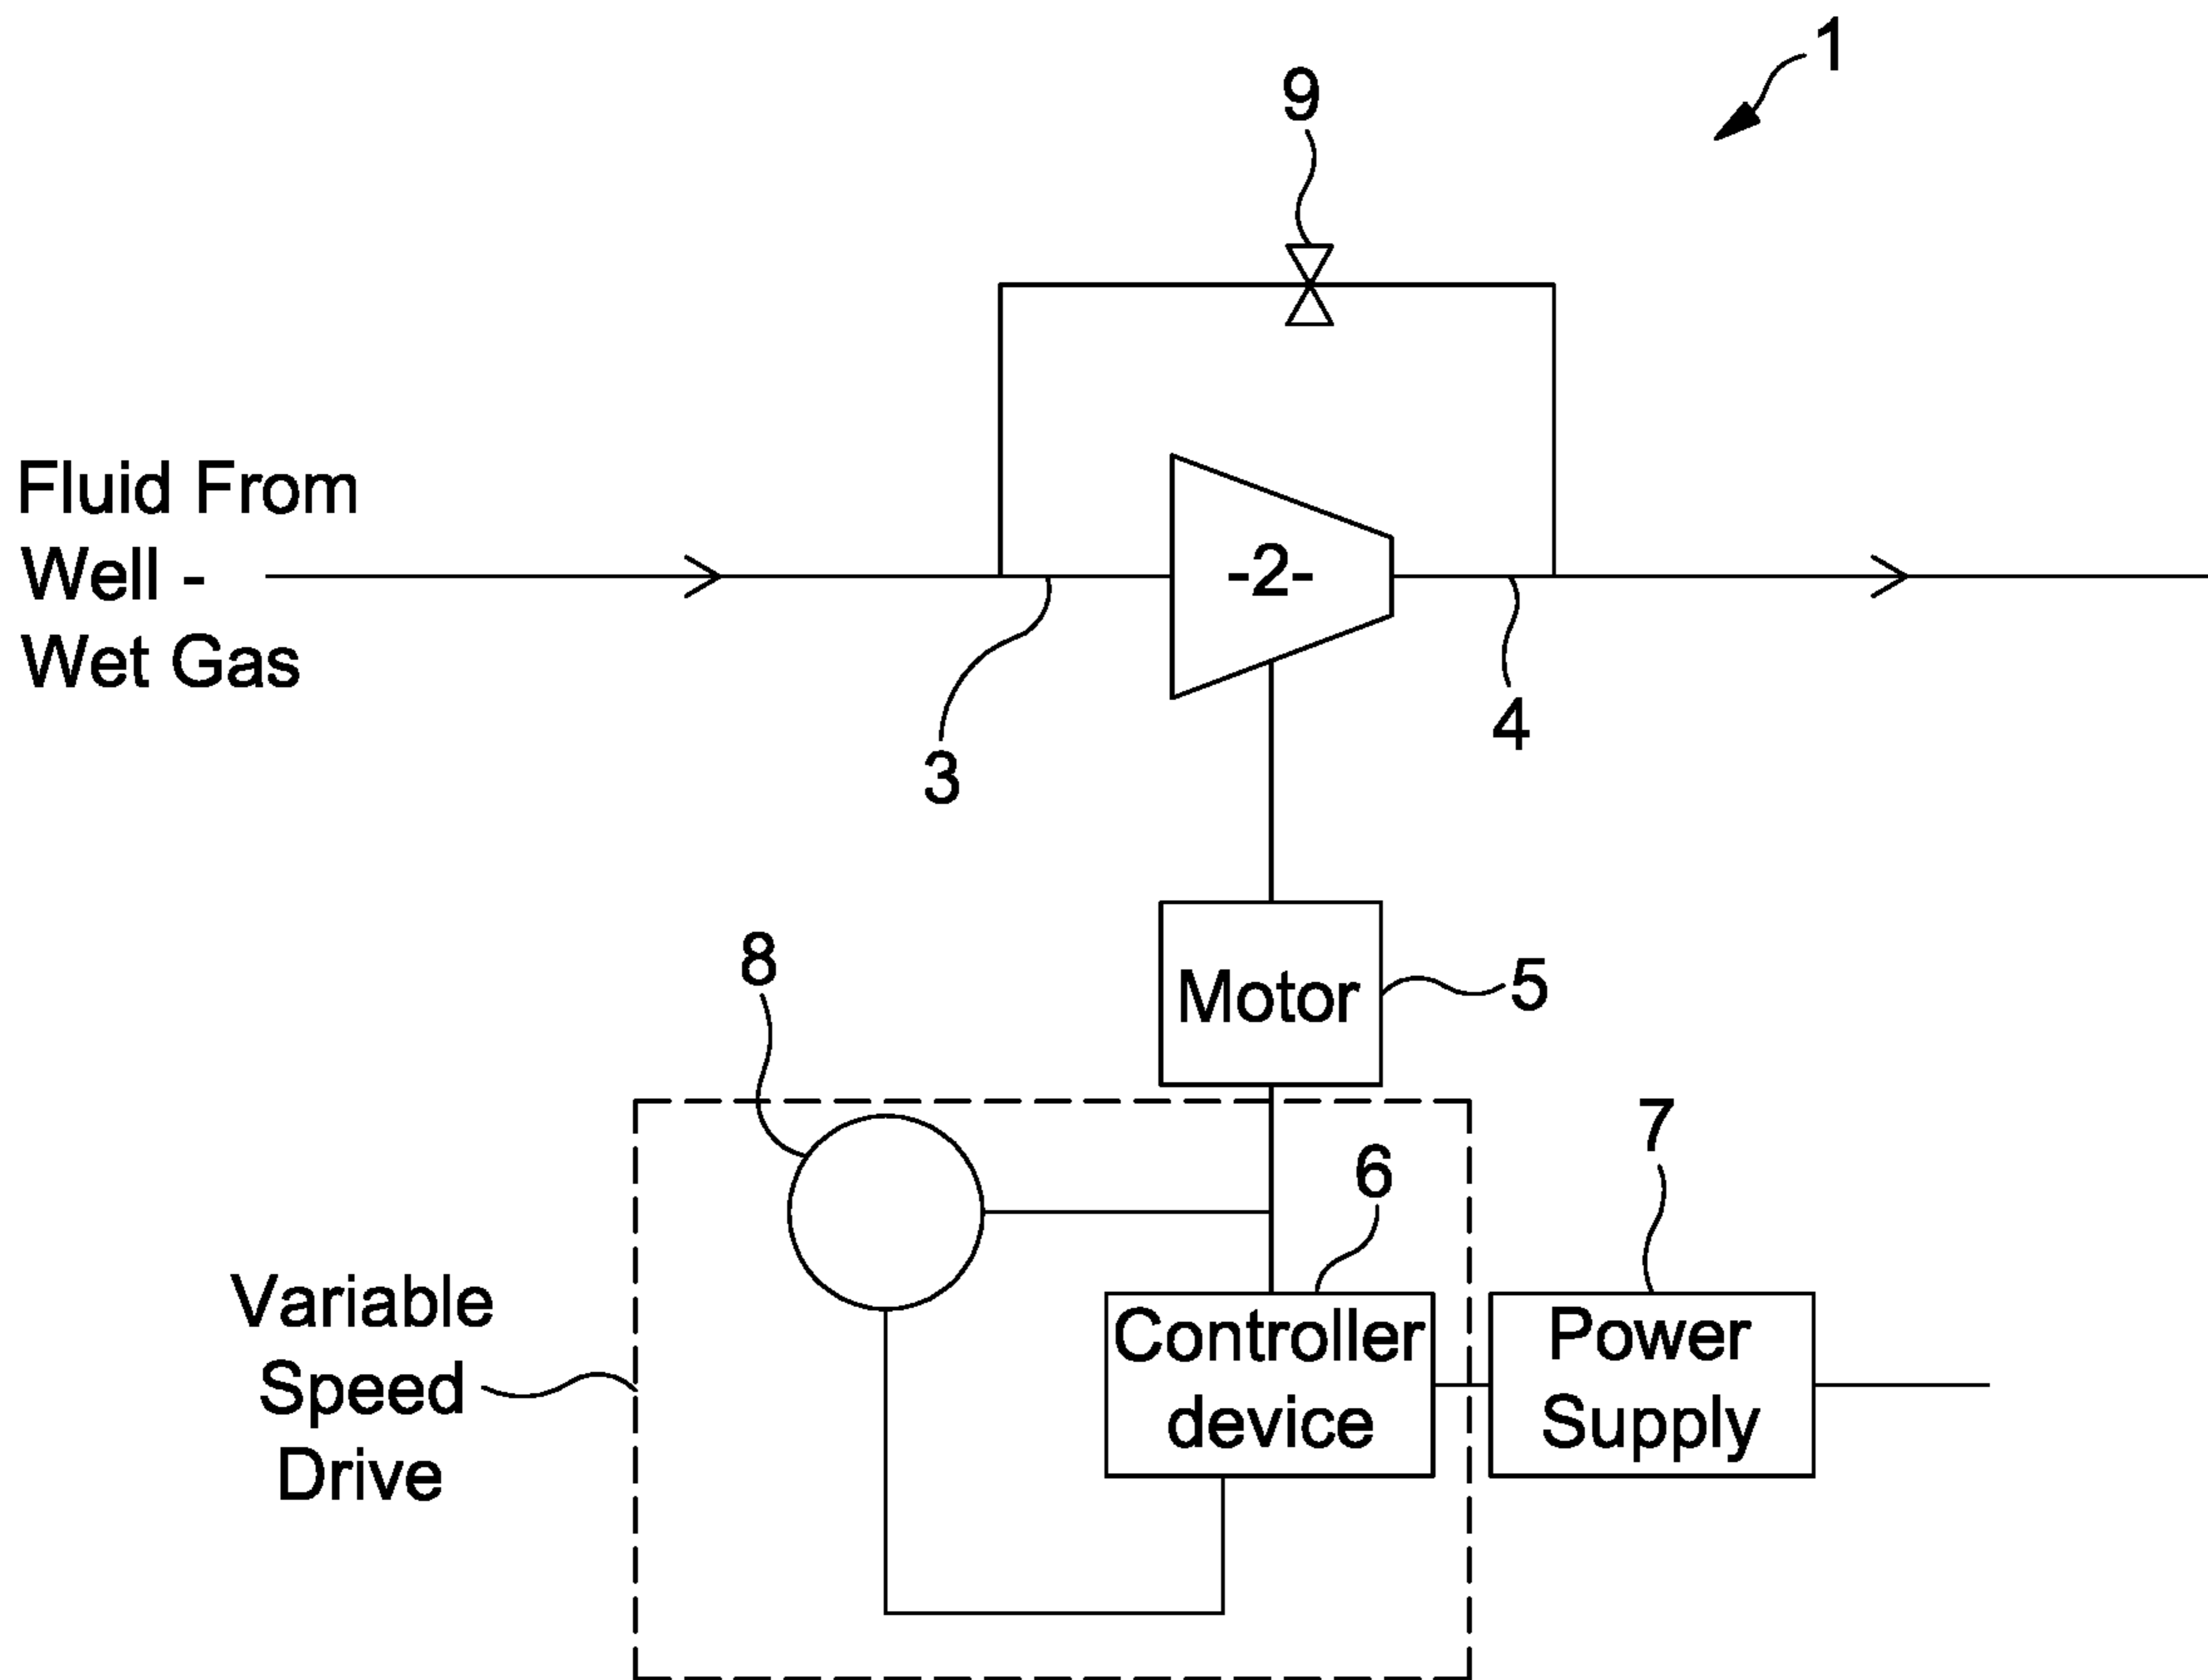 1
9
Fluid From
Well -
Wet Gas
-2-
3
4
Motor
5
8
6
7
Controller
device
Power
Supply
Variable
Speed
Drive